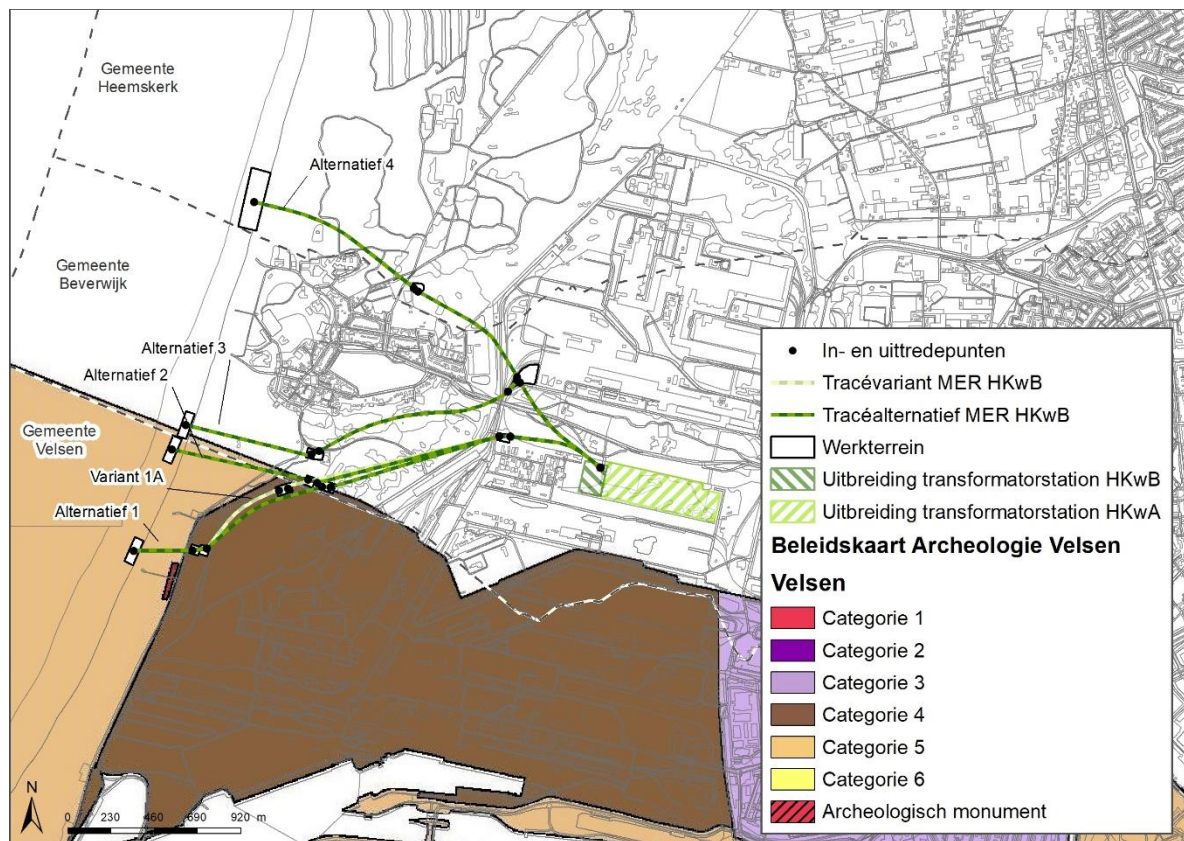 Gemeente
Heemskerk
Alternatief 4
Gemeente
Beverwijk
Alternatief 3
Alternatief 2
Gemeente
Velsen
Variant 1A
Alternatief 1
In- en uittredepunten
Tracévariant MER HKwB
Tracéalternatief MER HKwB
Werkterrein
Uitbreiding transformatorstation HKwB
Uitbreiding transformatorstation HKwA
Beleidskaart Archeologie Velsen
Velsen
Categorie 1
Categorie 2
Categorie 3
Categorie 4
Categorie 5
Categorie 6
Archeologisch monument
N
0 230 460 690 920 m